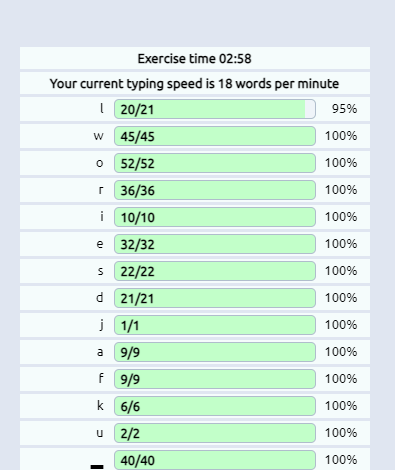 Exercise time 02:58
Your current typing speed is 18 words per minute
l 20/21 95%
w 45/45 100%
o 52/52 100%
r 36/36 100%
i 10/10 100%
e 32/32 100%
s 22/22 100%
d 21/21 100%
j 1/1 100%
a 9/9 100%
f 9/9 100%
k 6/6 100%
u 2/2 100%
_ 40/40 100%